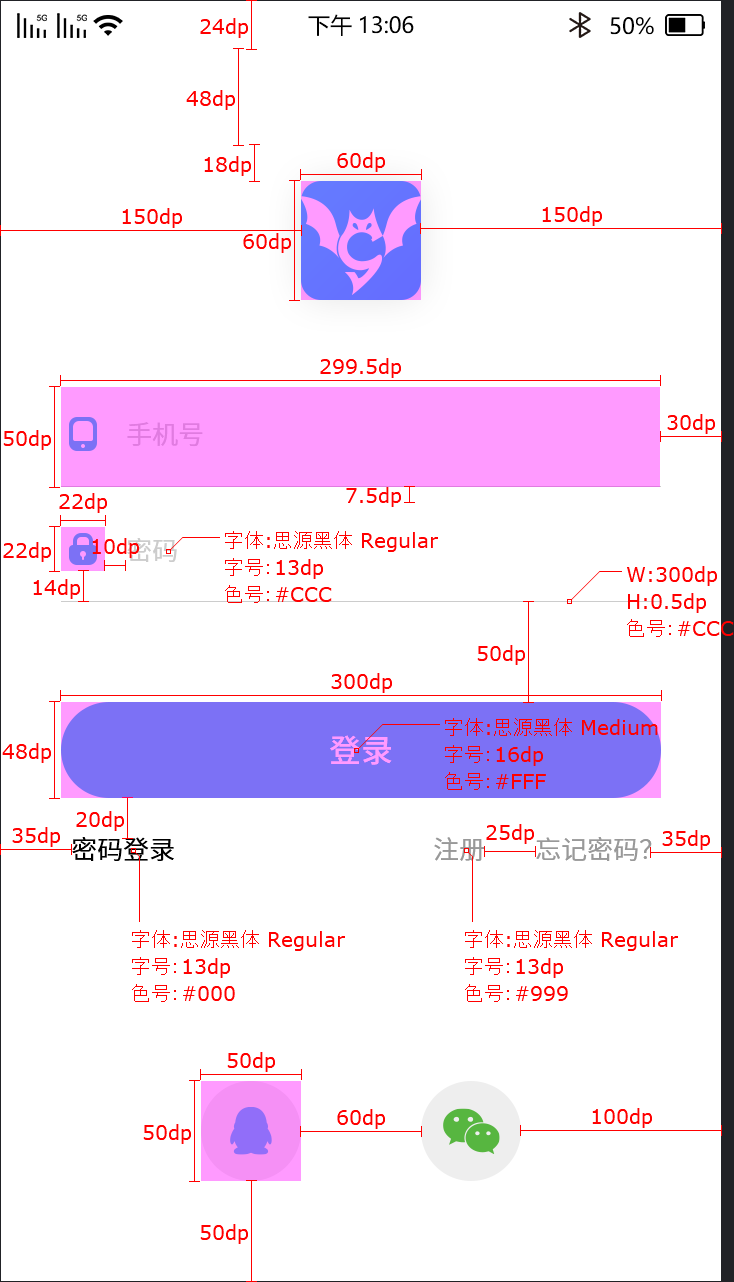 5G 5G 下午 13:06 50%
24dp
48dp
18dp
60dp
150dp
150dp
60dp
299.5dp
50dp
手机号
30dp
7.5dp
22dp
22dp
10dp
密码
字体:思源黑体 Regular
字号:13dp
色号:#CCC
14dp
W:300dp
H:0.5dp
色号:#CCC
50dp
300dp
48dp
登录
字体:思源黑体 Medium
字号:16dp
色号:#FFF
20dp
35dp
密码登录
注册
25dp
忘记密码?
35dp
字体:思源黑体 Regular
字号:13dp
色号:#000
字体:思源黑体 Regular
字号:13dp
色号:#999
50dp
50dp
60dp
100dp
50dp